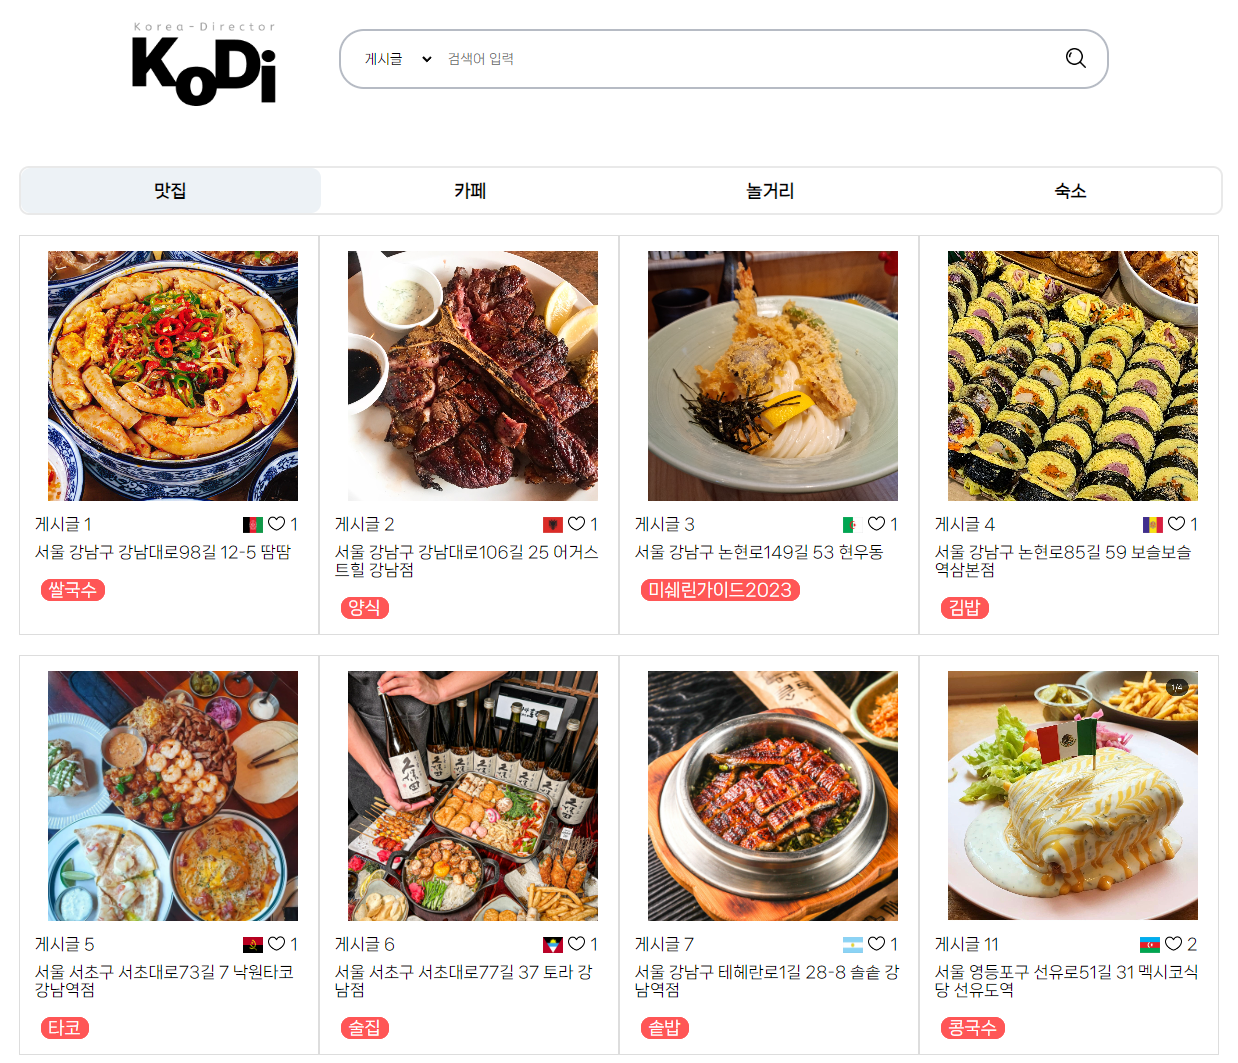 Korea-Director
KoDi
게시글
검색어 입력
맛집
카페
놀거리
숙소
게시글 1
1
서울 강남구 강남대로98길 12-5 땀땀
쌀국수
게시글 2
1
서울 강남구 강남대로106길 25 어거스
트힐 강남점
양식
게시글 3
1
서울 강남구 논현로149길 53 현우동
미쉐린가이드2023
게시글 4
1
서울 강남구 논현로85길 59 보슬보슬
역삼본점
김밥
게시글 5
1
서울 서초구 서초대로73길 7 낙원타코
강남역점
타코
久保田
게시글 6
1
서울 서초구 서초대로77길 37 토라 강
남점
술집
게시글 7
1
서울 강남구 테헤란로1길 28-8 솔솥 강
남역점
솥밥
1/4
게시글 11
2
서울 영등포구 선유로51길 31 멕시코식
당 선유도역
콩국수